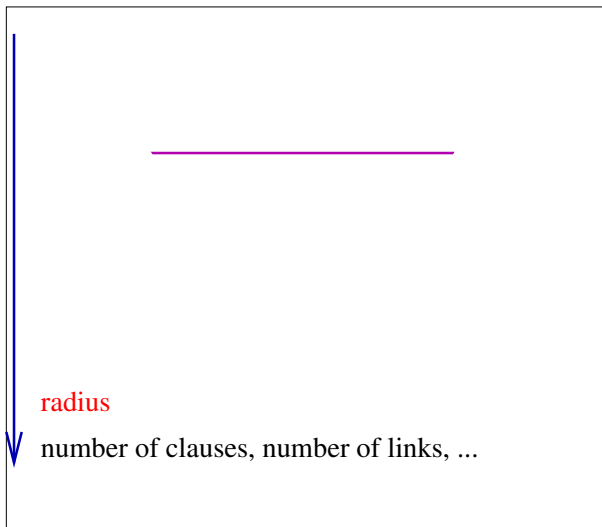 radius
number of clauses, number of links, ...